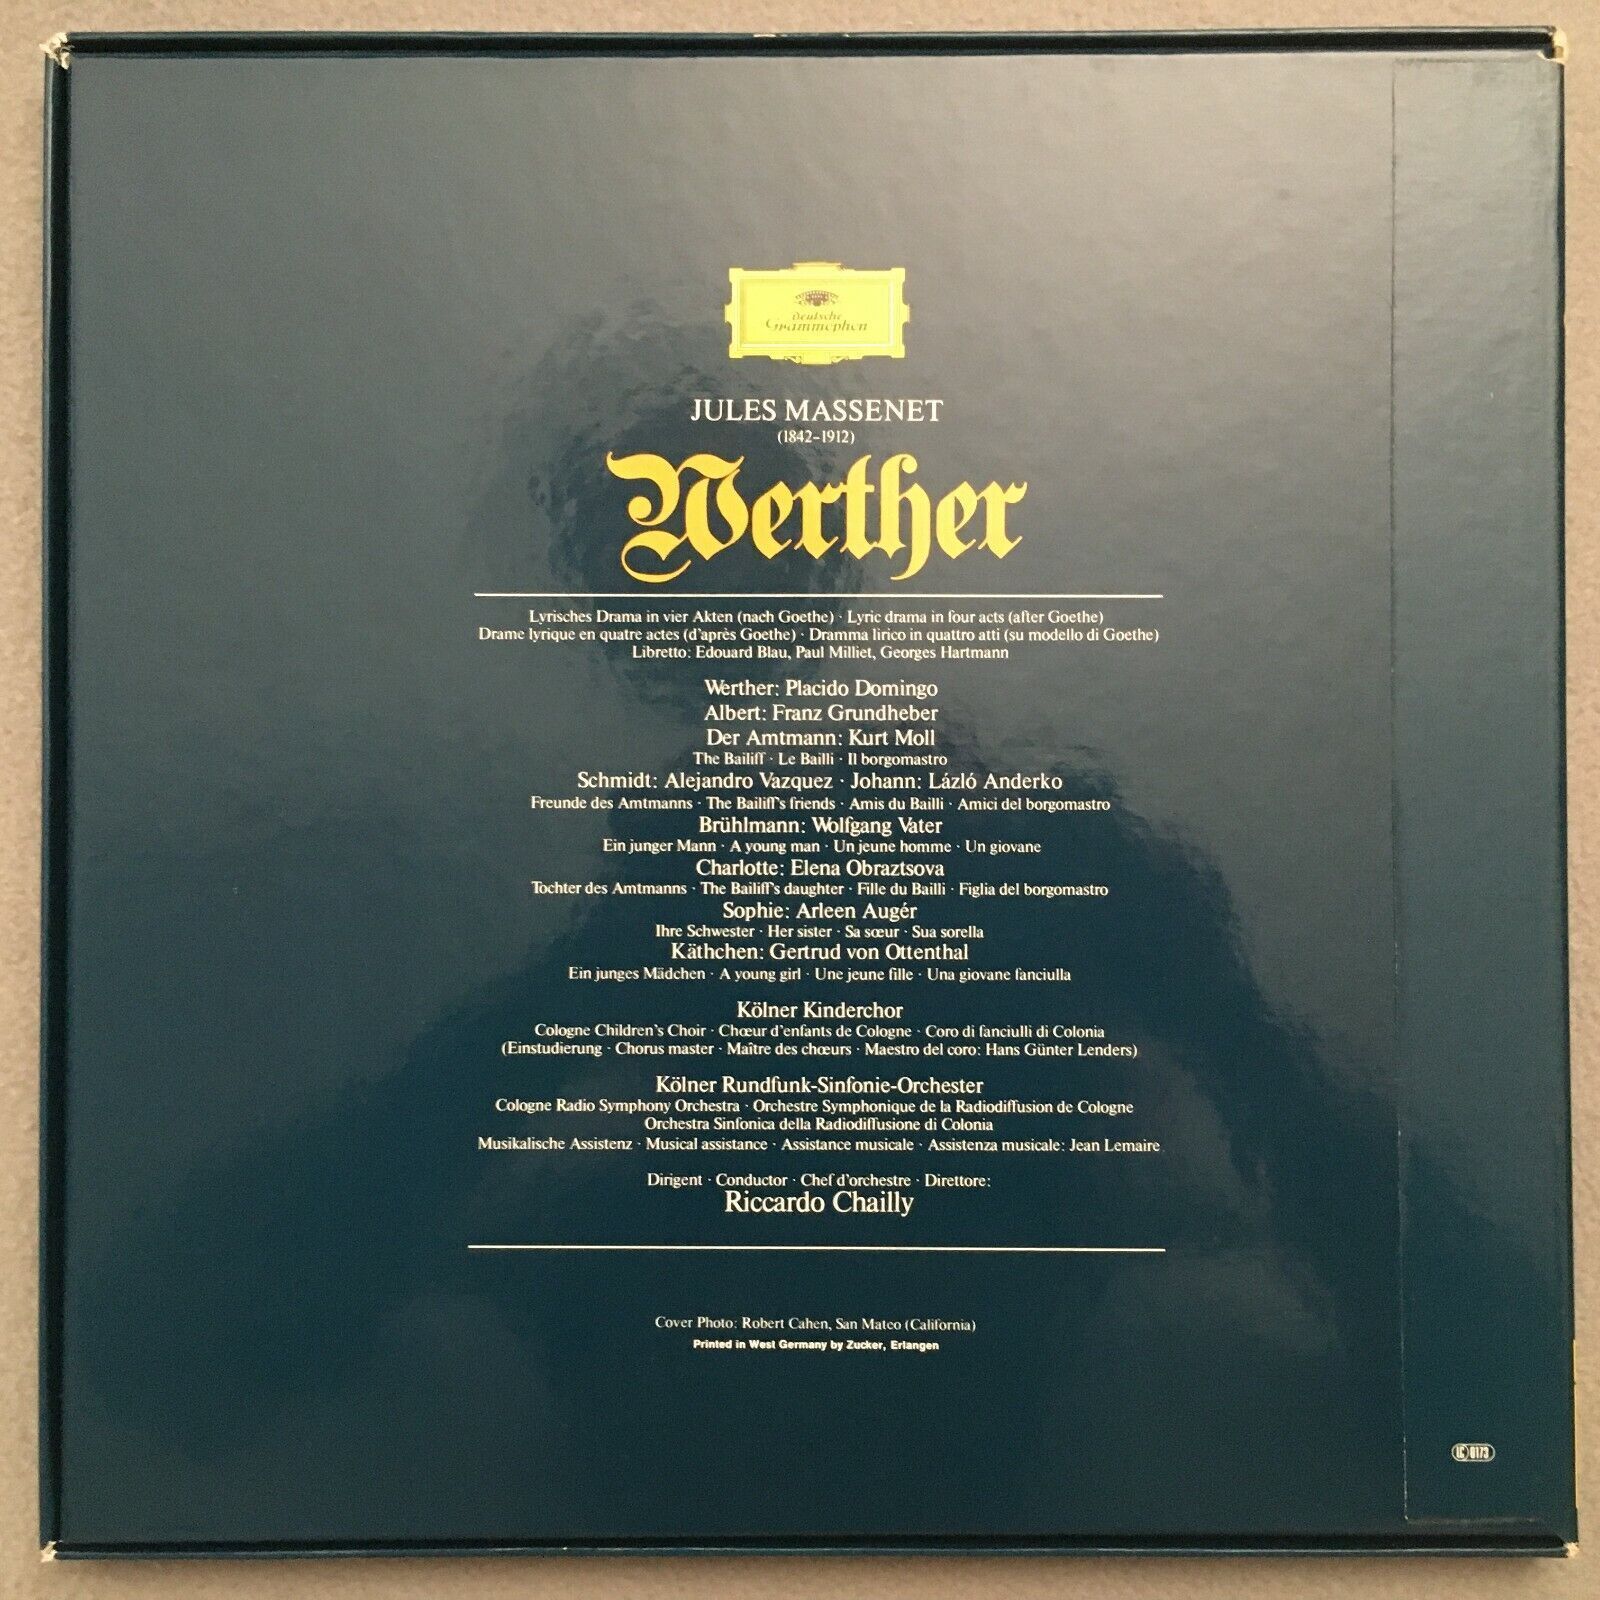 Deutsche
Grammophon
JULES MASSENET
(1842–1912)
Werther
Lyrisches Drama in vier Akten (nach Goethe) · Lyric drama in four acts (after Goethe)
Drame lyrique en quatre actes (d'après Goethe) · Dramma lirico in quattro atti (su modello di Goethe)
Libretto: Edouard Blau, Paul Milliet, Georges Hartmann
Werther: Placido Domingo
Albert: Franz Grundheber
Der Amtmann: Kurt Moll
The Bailiff · Le Bailli · Il borgomastro
Schmidt: Alejandro Vazquez · Johann: Lázló Anderko
Freunde des Amtmanns · The Bailiff's friends · Amis du Bailli · Amici del borgomastro
Brühlmann: Wolfgang Vater
Ein junger Mann · A young man · Un jeune homme · Un giovane
Charlotte: Elena Obraztsova
Tochter des Amtmanns · The Bailiff's daughter · Fille du Bailli · Figlia del borgomastro
Sophie: Arleen Augér
Ihre Schwester · Her sister · Sa sœur · Sua sorella
Käthchen: Gertrud von Ottenthal
Ein junges Mädchen · A young girl · Une jeune fille · Una giovane fanciulla
Kölner Kinderchor
Cologne Children's Choir · Chœur d'enfants de Cologne · Coro di fanciulli di Colonia
(Einstudierung · Chorus master · Maître des chœurs · Maestro del coro: Hans Günter Lenders)
Kölner Rundfunk-Sinfonie-Orchester
Cologne Radio Symphony Orchestra · Orchestre Symphonique de la Radiodiffusion de Cologne
Orchestra Sinfonica della Radiodiffusione di Colonia
Musikalische Assistenz · Musical assistance · Assistance musicale · Assistenza musicale: Jean Lemaire
Dirigent · Conductor · Chef d'orchestre · Direttore:
Riccardo Chailly
Cover Photo: Robert Cahen, San Mateo (California)
Printed in West Germany by Zucker, Erlangen
LC 0173